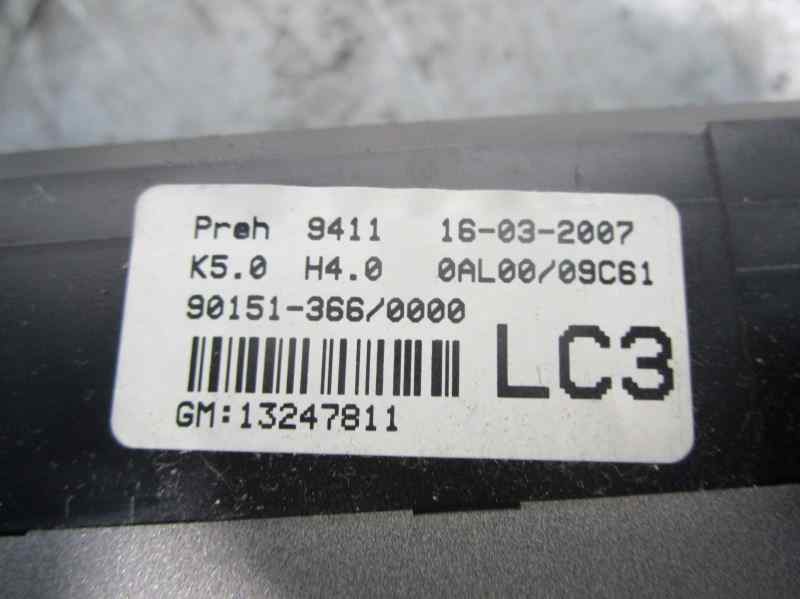 Preh 9411 16-03-2007
K5.0 H4.0 0AL00/09C61
90151-366/0000
LC3
GM:13247811